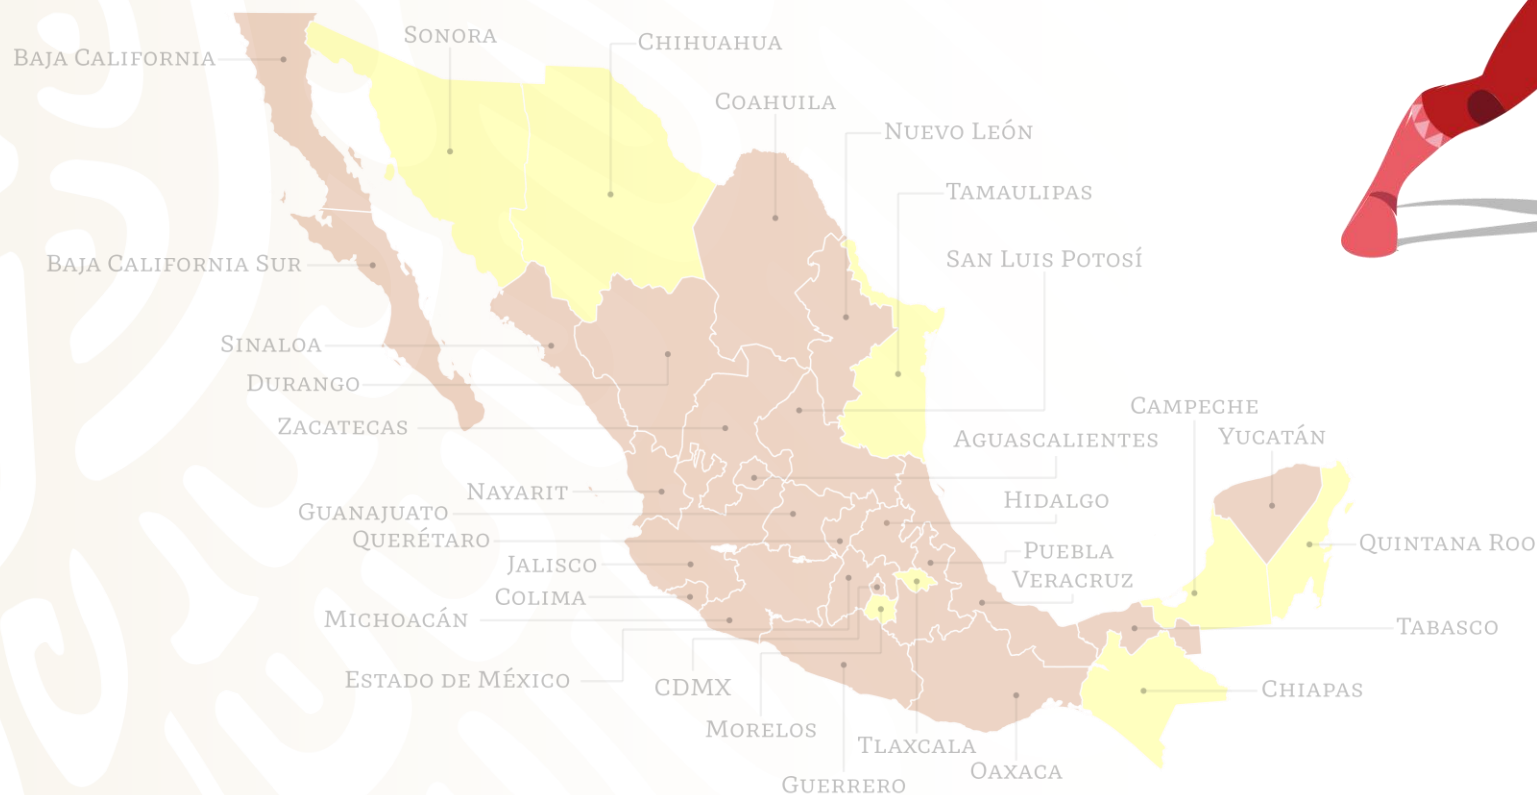 Sonora
Chihuahua
Baja California
Coahuila
Nuevo León
Tamaulipas
San Luis Potosí
Baja California Sur
Sinaloa
Durango
Campeche
Zacatecas
Yucatán
Aguascalientes
Nayarit
Hidalgo
Guanajuato
Querétaro
Quintana Roo
Puebla
Jalisco
Veracruz
Colima
Michoacán
Tabasco
Estado de México
CDMX
Chiapas
Morelos
Tlaxcala
Oaxaca
Guerrero